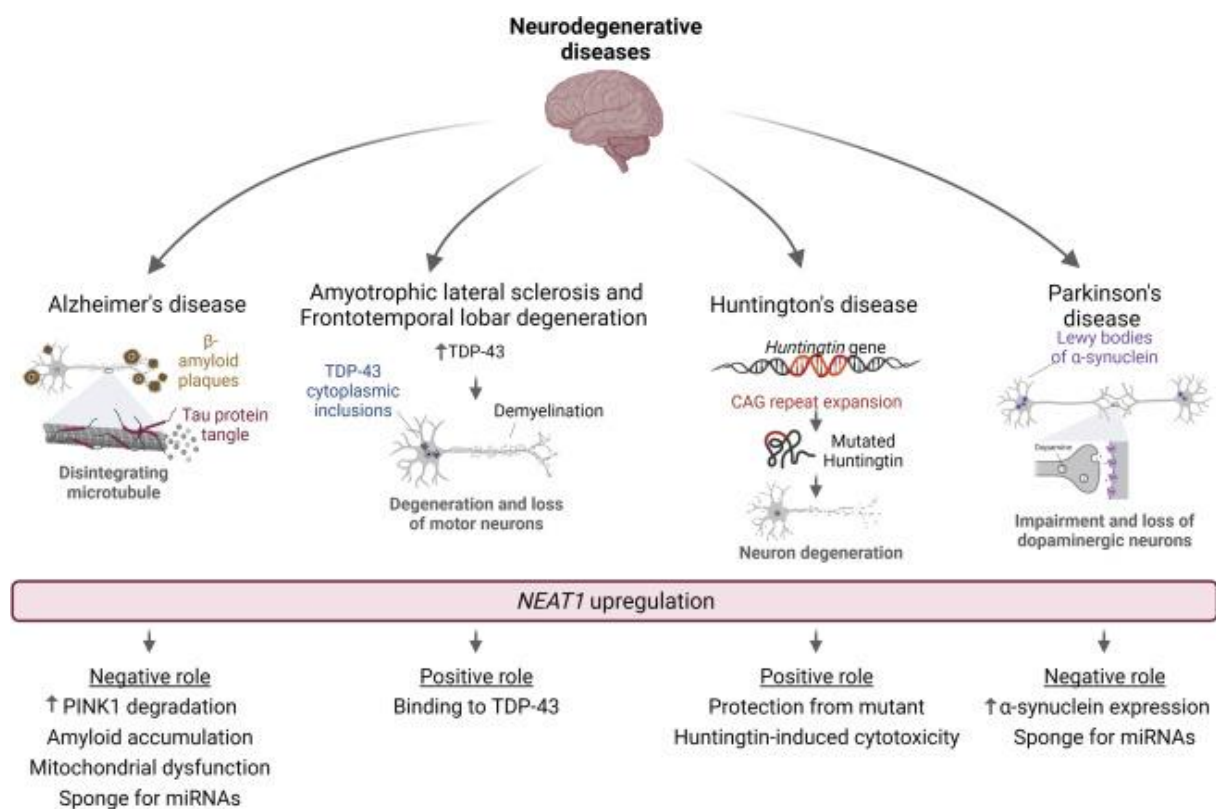 Neurodegenerative
diseases
Alzheimer's disease
β-
amyloid
plaques
Tau protein
tangle
Disintegrating
microtubule
Amyotrophic lateral sclerosis and
Frontotemporal lobar degeneration
↑TDP-43
TDP-43
cytoplasmic
inclusions
Demyelination
Degeneration and loss
of motor neurons
Huntington's disease
Huntingtin gene
CAG repeat expansion
Mutated
Huntingtin
Neuron degeneration
Parkinson's
disease
Lewy bodies
of α-synuclein
Dopamine
Impairment and loss of
dopaminergic neurons
NEAT1 upregulation
Negative role
↑ PINK1 degradation
Amyloid accumulation
Mitochondrial dysfunction
Sponge for miRNAs
Positive role
Binding to TDP-43
Positive role
Protection from mutant
Huntingtin-induced cytotoxicity
Negative role
↑α-synuclein expression
Sponge for miRNAs